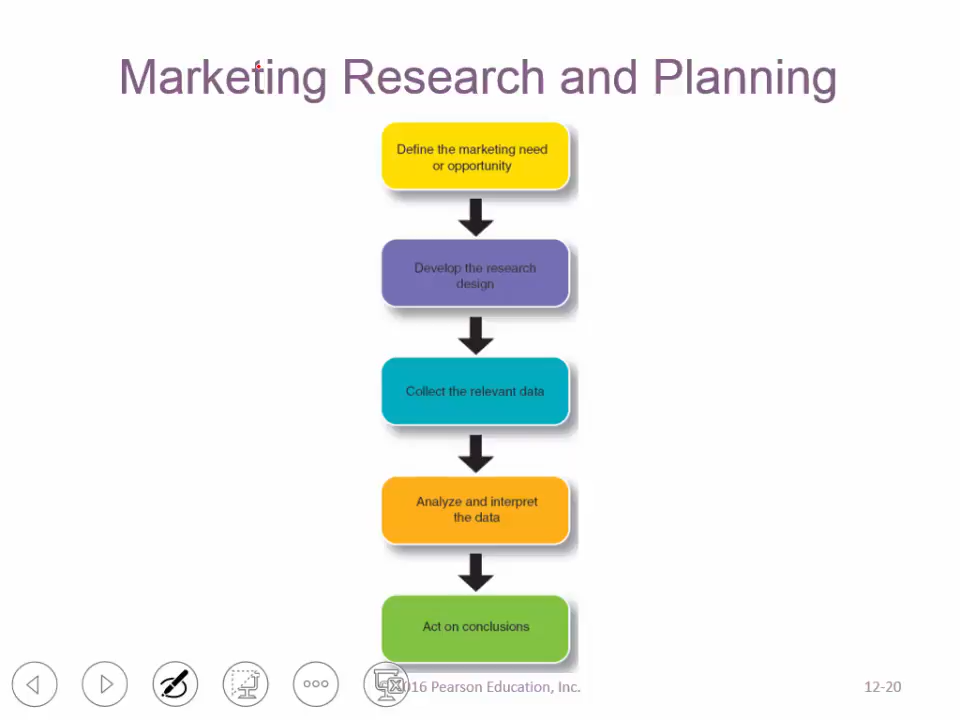 Marketing Research and Planning
Define the marketing need
or opportunity
Develop the research
design
Collect the relevant data
Analyze and interpret
the data
Act on conclusions
16 Pearson Education, Inc.
12-20